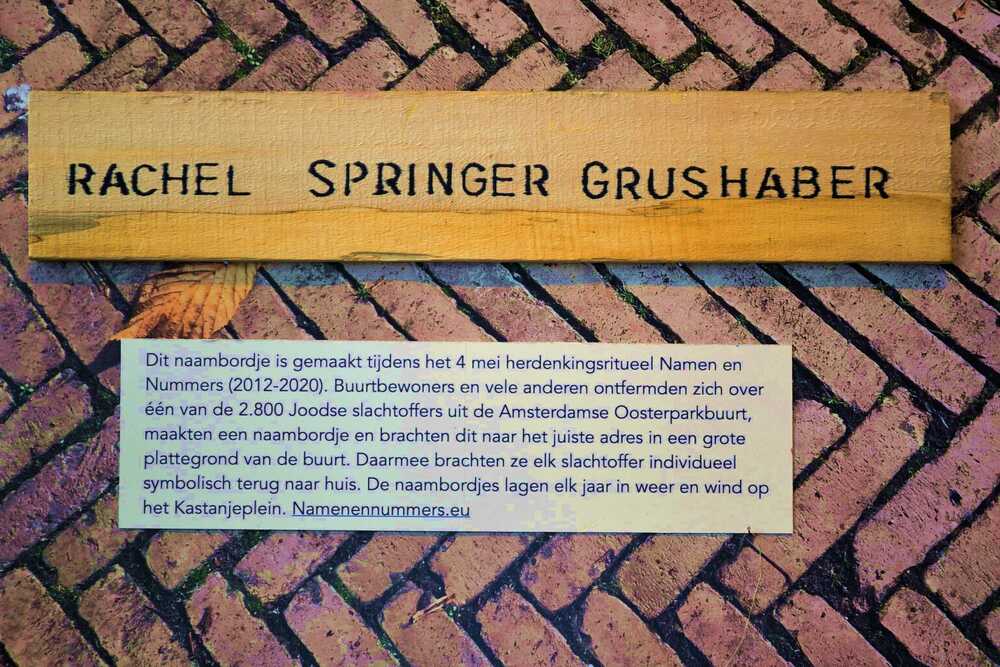 RACHEL SPRINGER GRUSHABER
Dit naambordje is gemaakt tijdens het 4 mei herdenkingsritueel Namen en
Nummers (2012-2020). Buurtbewoners en vele anderen ontfermden zich over
één van de 2.800 Joodse slachtoffers uit de Amsterdamse Oosterparkbuurt,
maakten een naambordje en brachten dit naar het juiste adres in een grote
plattegrond van de buurt. Daarmee brachten ze elk slachtoffer individueel
symbolisch terug naar huis. De naambordjes lagen elk jaar in weer en wind op
het Kastanjeplein. Namenennummers.eu